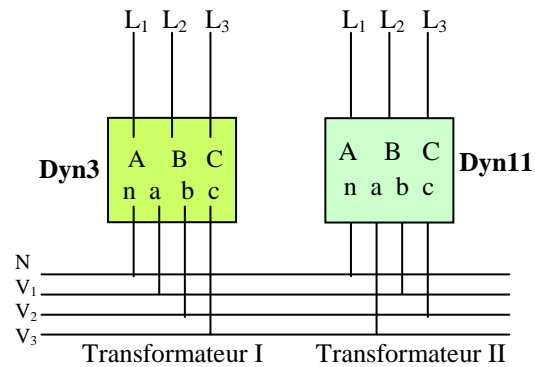 L₁ L₂ L₃ L₁ L₂ L₃
A B C A B C
Dyn3 Dyn11
n a b c n a b c
N
V₁
V₂
V₃
Transformateur I Transformateur II